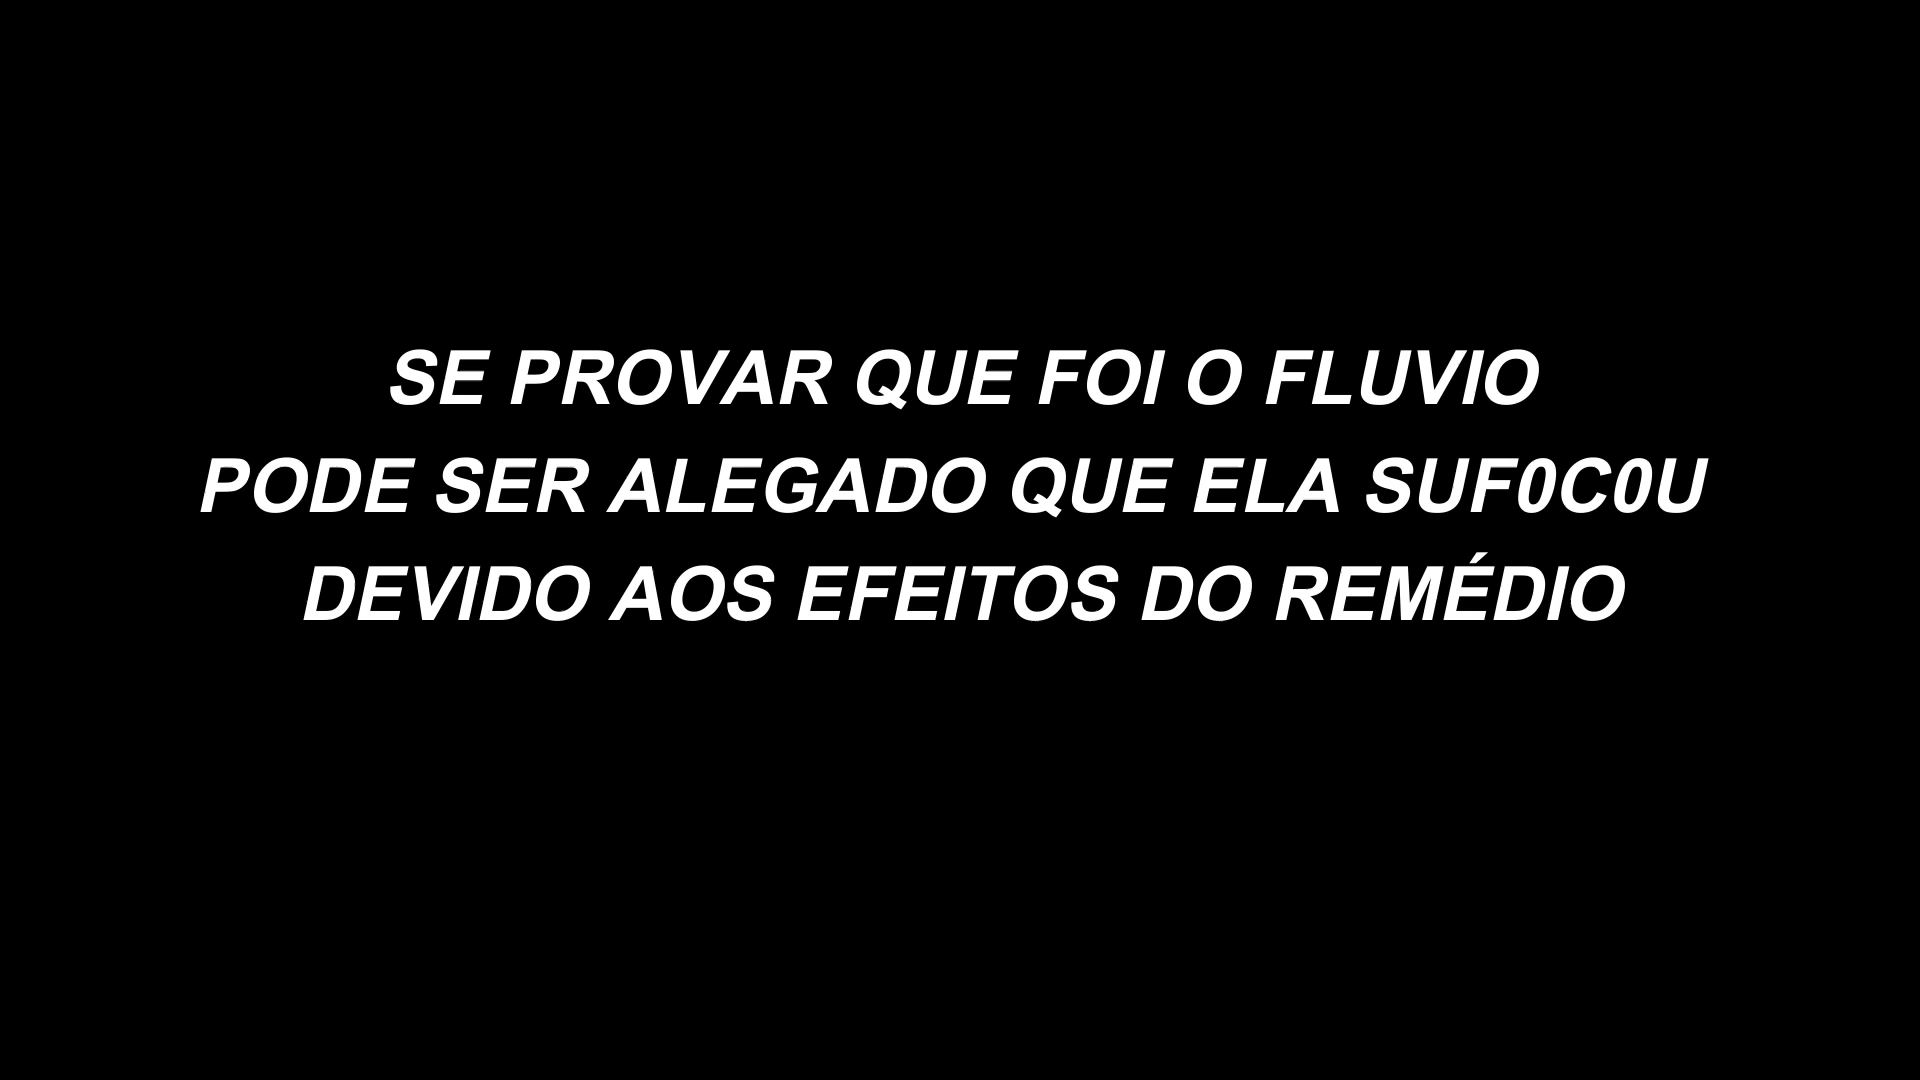 SE PROVAR QUE FOI O FLUVIO
PODE SER ALEGADO QUE ELA SUF0C0U
DEVIDO AOS EFEITOS DO REMÉDIO